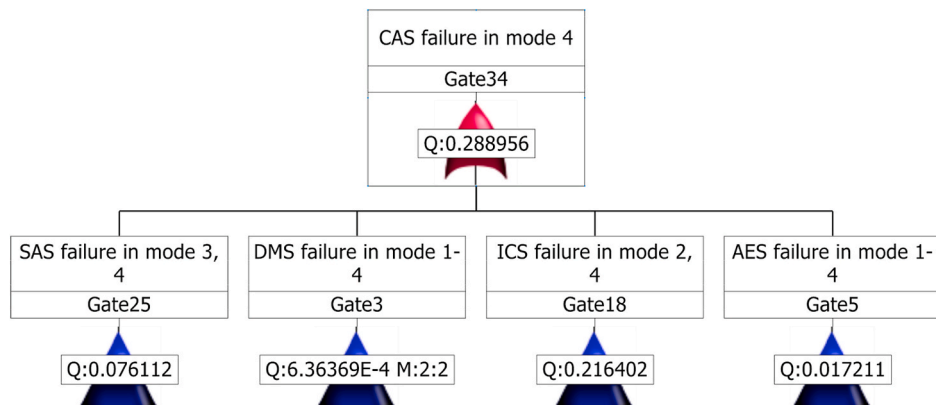 CAS failure in mode 4
Gate34
Q:0.288956
SAS failure in mode 3,
4
Gate25
Q:0.076112
DMS failure in mode 1-
4
Gate3
Q:6.36369E-4 M:2:2
ICS failure in mode 2,
4
Gate18
Q:0.216402
AES failure in mode 1-
4
Gate5
Q:0.017211